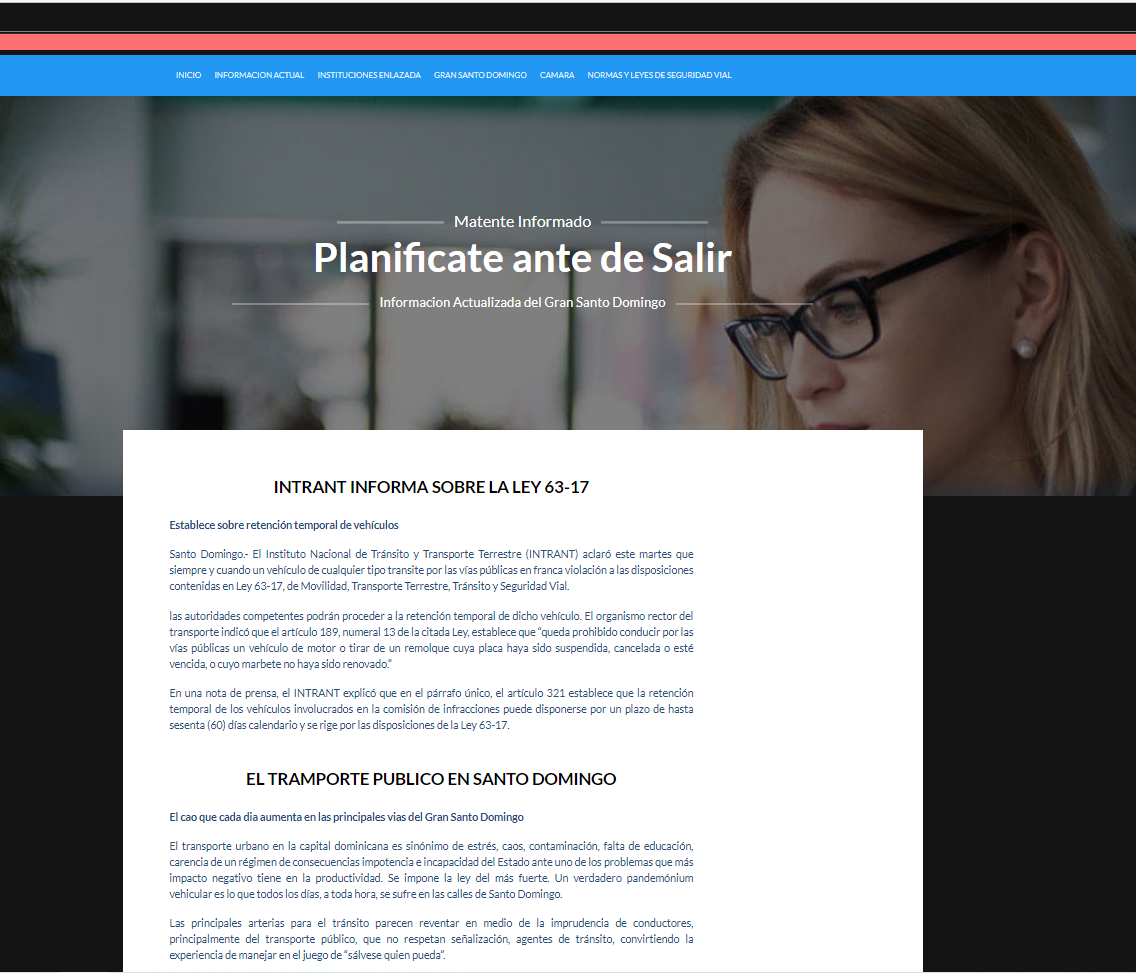 INICIO INFORMACION ACTUAL INSTITUCIONES ENLAZADA GRAN SANTO DOMINGO CAMARA NORMAS Y LEYES DE SEGURIDAD VIAL
Matente Informado
Planificate ante de Salir
Informacion Actualizada del Gran Santo Domingo
INTRANT INFORMA SOBRE LA LEY 63-17
Establece sobre retención temporal de vehículos
Santo Domingo.- El Instituto Nacional de Tránsito y Transporte Terrestre (INTRANT) aclaró este martes que
siempre y cuando un vehículo de cualquier tipo transite por las vías públicas en franca violación a las disposiciones
contenidas en Ley 63-17, de Movilidad, Transporte Terrestre, Tránsito y Seguridad Vial.
las autoridades competentes podrán proceder a la retención temporal de dicho vehículo. El organismo rector del
transporte indicó que el artículo 189, numeral 13 de la citada Ley, establece que “queda prohibido conducir por las
vías públicas un vehículo de motor o tirar de un remolque cuya placa haya sido suspendida, cancelada o esté
vencida, o cuyo marbete no haya sido renovado.”
En una nota de prensa, el INTRANT explicó que en el párrafo único, el artículo 321 establece que la retención
temporal de los vehículos involucrados en la comisión de infracciones puede disponerse por un plazo de hasta
sesenta (60) días calendario y se rige por las disposiciones de la Ley 63-17.
EL TRAMPORTE PUBLICO EN SANTO DOMINGO
El cao que cada dia aumenta en las principales vias del Gran Santo Domingo
El transporte urbano en la capital dominicana es sinónimo de estrés, caos, contaminación, falta de educación,
carencia de un régimen de consecuencias impotencia e incapacidad del Estado ante uno de los problemas que más
impacto negativo tiene en la productividad. Se impone la ley del más fuerte. Un verdadero pandemónium
vehicular es lo que todos los días, a toda hora, se sufre en las calles de Santo Domingo.
Las principales arterias para el tránsito parecen reventar en medio de la imprudencia de conductores,
principalmente del transporte público, que no respetan señalización, agentes de tránsito, convirtiendo la
experiencia de manejar en el juego de “sálvese quien pueda”.